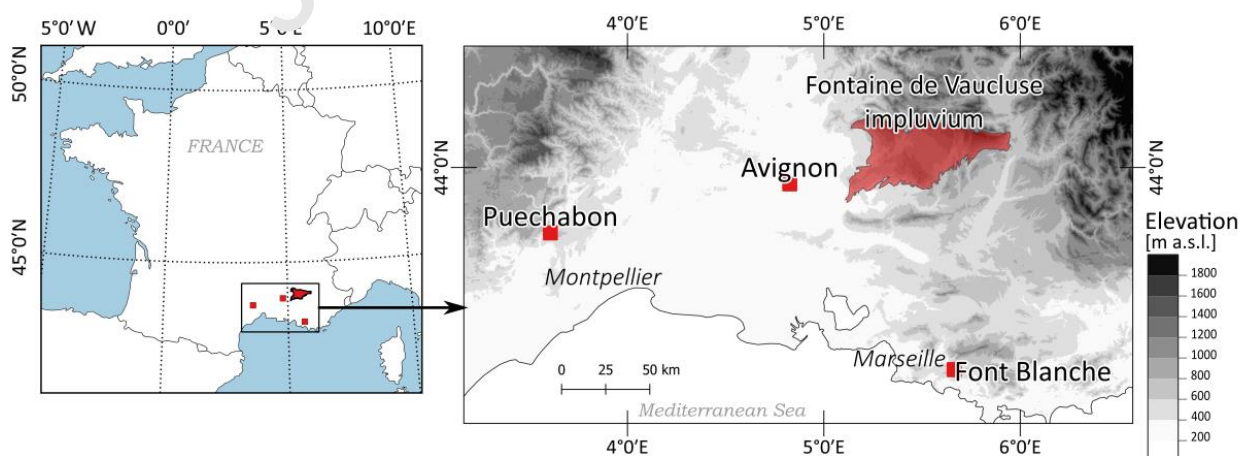 5°0'W 0°0' 5°0'E 10°0'E
50°N
45°0'N
FRANCE
4°0'E 5°0'E 6°0'E
Fontaine de Vaucluse
impluvium
Avignon
44°0'N
44°0'N
Puechabon
Montpellier
Marseille
Font Blanche
0 25 50 km
Mediterranean Sea
4°0'E 5°0'E 6°0'E
Elevation
[m a.s.l.]
1800
1600
1400
1200
1000
800
600
400
200